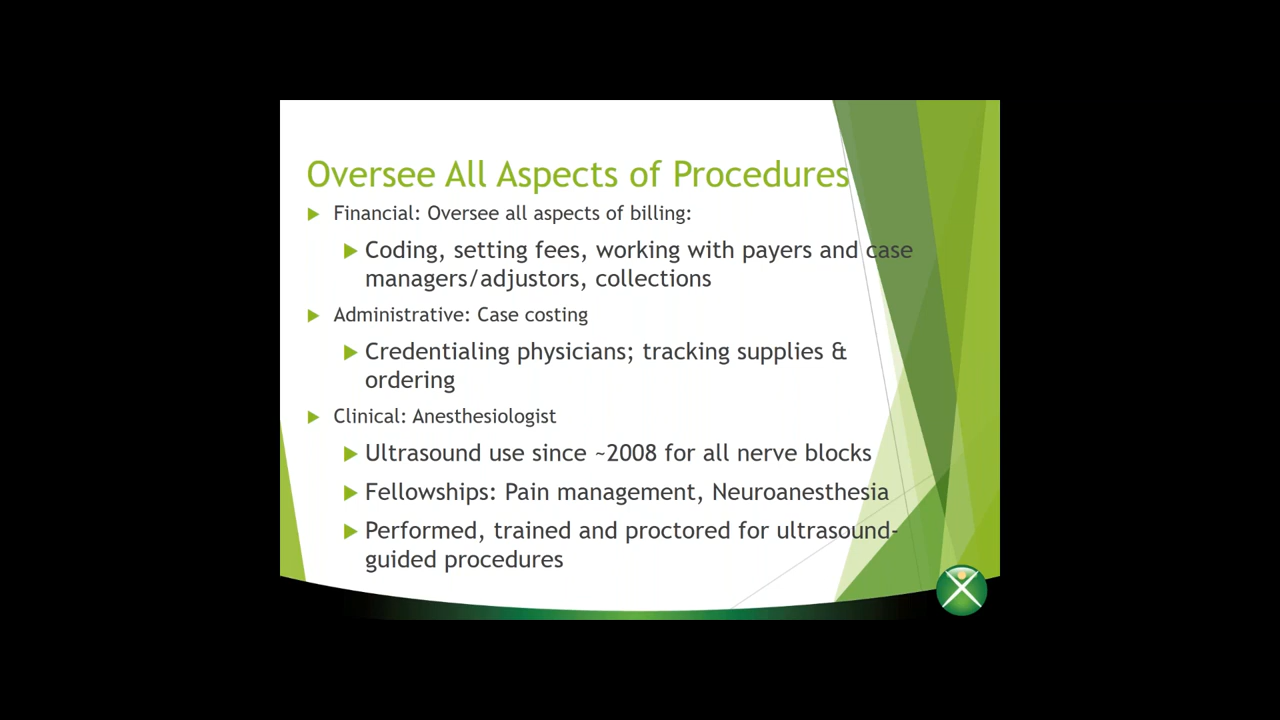 Oversee All Aspects of Procedures
Financial: Oversee all aspects of billing:
Coding, setting fees, working with payers and case
managers/adjustors, collections
Administrative: Case costing
Credentialing physicians; tracking supplies &
ordering
Clinical: Anesthesiologist
Ultrasound use since ~2008 for all nerve blocks
Fellowships: Pain management, Neuroanesthesia
Performed, trained and proctored for ultrasound-
guided procedures